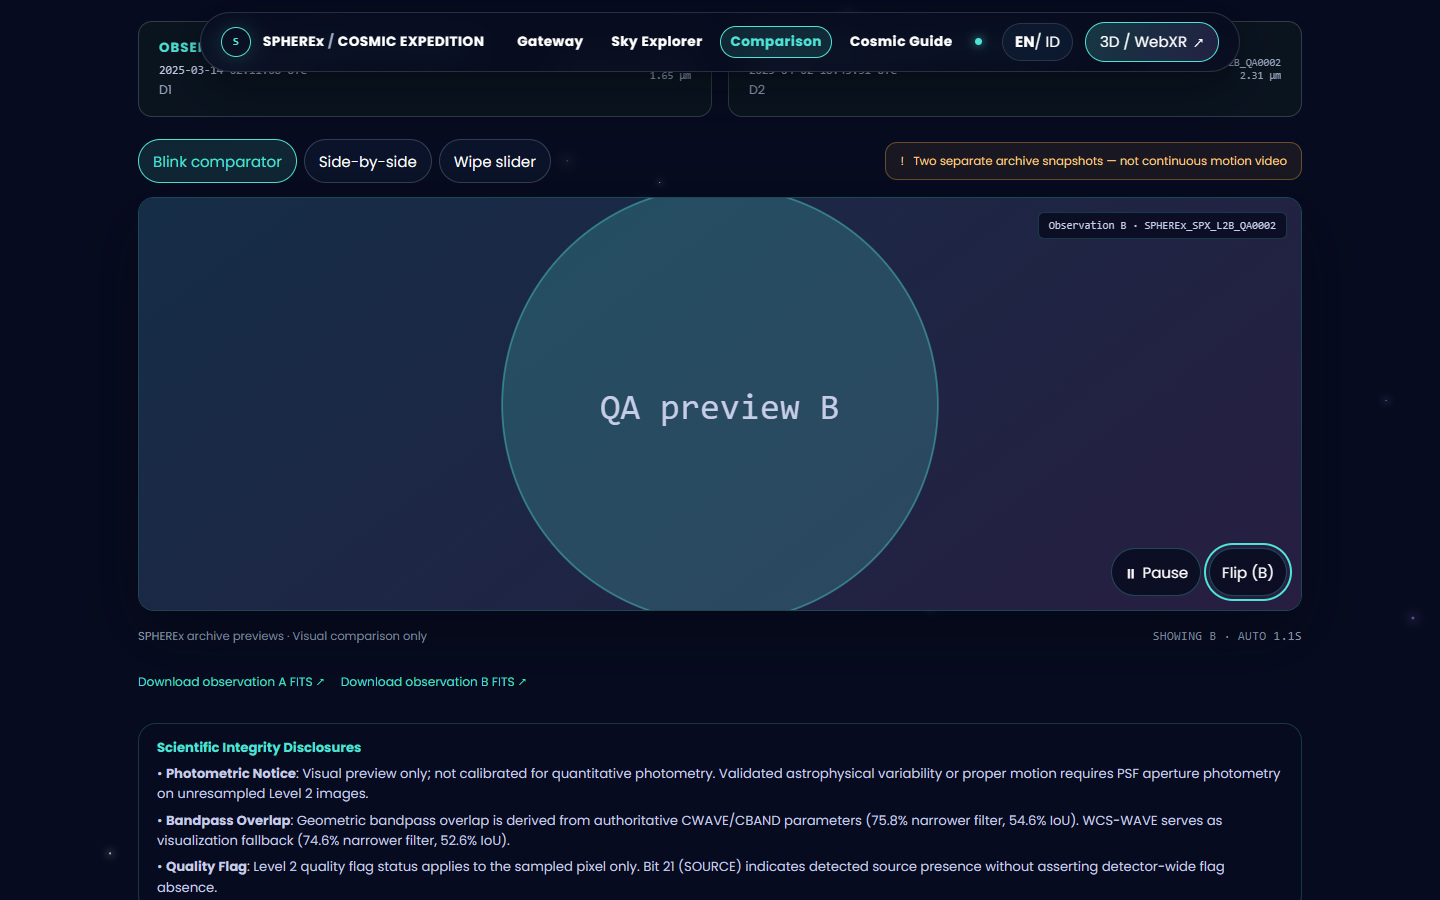 S SPHEREx / COSMIC EXPEDITION Gateway Sky Explorer Comparison Cosmic Guide EN/ ID 3D / WebXR ↗
OBSE
2025-03-14
1.65 μm
D1
B_QA0002
2.31 μm
D2
Blink comparator Side-by-side Wipe slider ! Two separate archive snapshots — not continuous motion video
Observation B · SPHEREx_SPX_L2B_QA0002
QA preview B
⏸ Pause Flip (B)
SPHEREx archive previews · Visual comparison only SHOWING B · AUTO 1.1S
Download observation A FITS ↗ Download observation B FITS ↗
Scientific Integrity Disclosures
• Photometric Notice: Visual preview only; not calibrated for quantitative photometry. Validated astrophysical variability or proper motion requires PSF aperture photometry
on unresampled Level 2 images.
• Bandpass Overlap: Geometric bandpass overlap is derived from authoritative CWAVE/CBAND parameters (75.8% narrower filter, 54.6% IoU). WCS-WAVE serves as
visualization fallback (74.6% narrower filter, 52.6% IoU).
• Quality Flag: Level 2 quality flag status applies to the sampled pixel only. Bit 21 (SOURCE) indicates detected source presence without asserting detector-wide flag
absence.